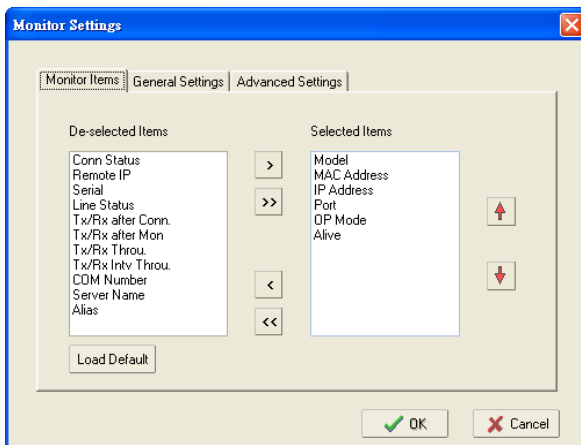 Monitor Settings
Monitor Items General Settings Advanced Settings
De-selected Items
Conn Status
Remote IP
Serial
Line Status
Tx/Rx after Conn.
Tx/Rx after Mon
Tx/Rx Throu.
Tx/Rx Intv Throu.
COM Number
Server Name
Alias
>
>>
<
<<
Selected Items
Model
MAC Address
IP Address
Port
OP Mode
Alive
Load Default
OK Cancel